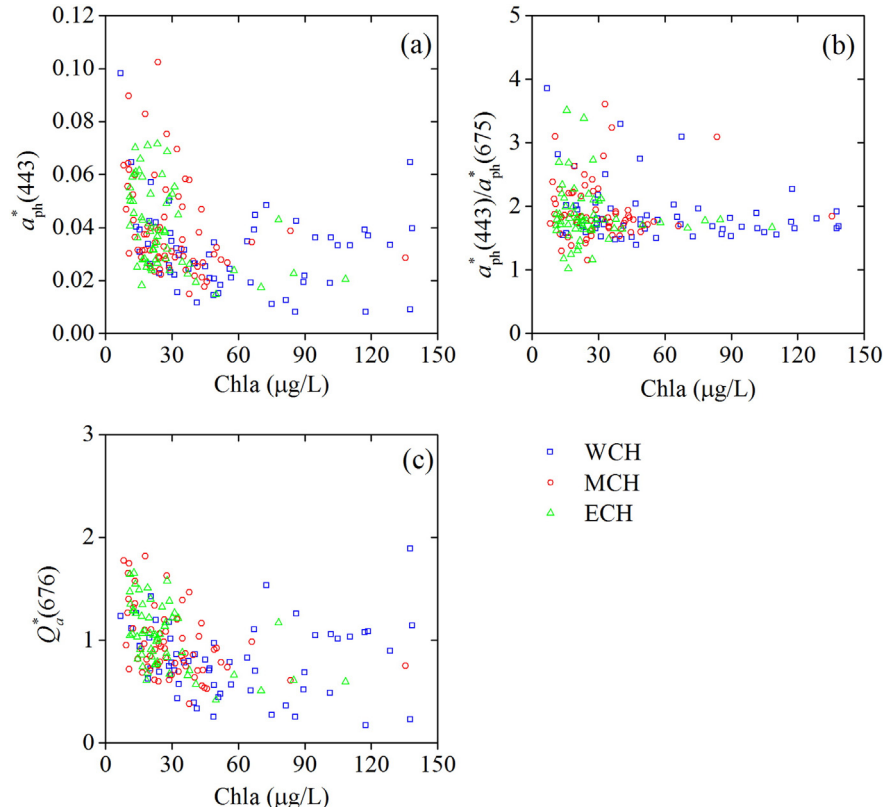 0.12
0.10
0.08
0.06
0.04
0.02
0.00
a*ph(443)
(a)
0 30 60 90 120 150
Chla (μg/L)
5
4
3
2
1
0
a*ph(443)/a*ph(675)
(b)
0 30 60 90 120 150
Chla (μg/L)
3
2
1
0
Q*a(676)
(c)
0 30 60 90 120 150
Chla (μg/L)
WCH
MCH
ECH